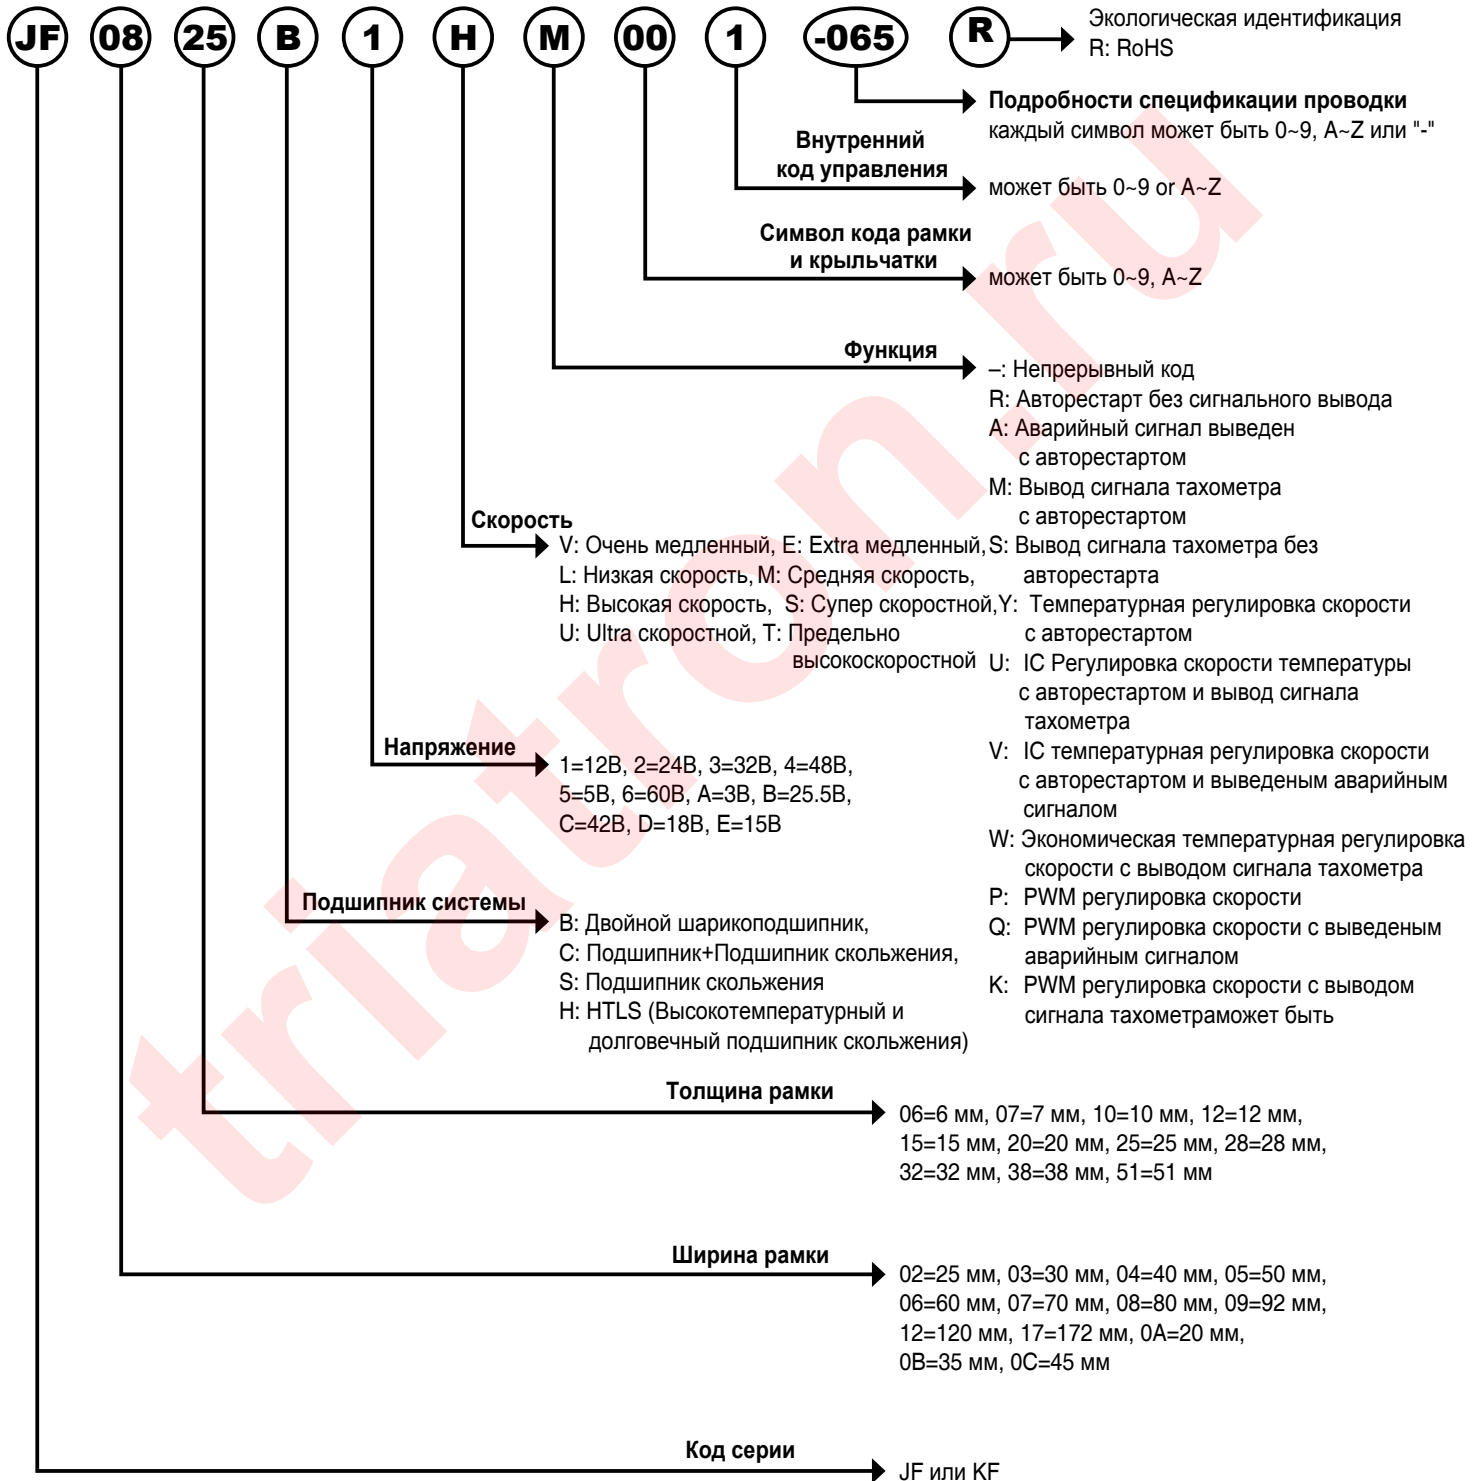 JF 08 25 B 1 H M 00 1 -065 R
Экологическая идентификация
R: RoHS
Подробности спецификации проводки
каждый символ может быть 0~9, A~Z или "-"
Внутренний
код управления
может быть 0~9 or A~Z
Символ кода рамки
и крыльчатки
может быть 0~9, A~Z
Функция
–: Непрерывный код
R: Авторестарт без сигнального вывода
A: Аварийный сигнал выведен
с авторестартом
M: Вывод сигнала тахометра
с авторестартом
S: Вывод сигнала тахометра без
авторестарта
Y: Температурная регулировка скорости
с авторестартом
U: IC Регулировка скорости температуры
с авторестартом и вывод сигнала
тахометра
V: IC температурная регулировка скорости
с авторестартом и выведеным аварийным
сигналом
W: Экономическая температурная регулировка
скорости с выводом сигнала тахометра
P: PWM регулировка скорости
Q: PWM регулировка скорости с выведеным
аварийным сигналом
K: PWM регулировка скорости с выводом
сигнала тахометраможет быть
Скорость
V: Очень медленный, E: Extra медленный,
L: Низкая скорость, M: Средняя скорость,
H: Высокая скорость, S: Супер скоростной,
U: Ultra скоростной, T: Предельно
высокоскоростной
Напряжение
1=12В, 2=24В, 3=32В, 4=48В,
5=5В, 6=60В, A=3В, B=25.5В,
C=42В, D=18В, E=15В
Подшипник системы
B: Двойной шарикоподшипник,
C: Подшипник+Подшипник скольжения,
S: Подшипник скольжения
H: HTLS (Высокотемпературный и
долговечный подшипник скольжения)
Толщина рамки
06=6 мм, 07=7 мм, 10=10 мм, 12=12 мм,
15=15 мм, 20=20 мм, 25=25 мм, 28=28 мм,
32=32 мм, 38=38 мм, 51=51 мм
Ширина рамки
02=25 мм, 03=30 мм, 04=40 мм, 05=50 мм,
06=60 мм, 07=70 мм, 08=80 мм, 09=92 мм,
12=120 мм, 17=172 мм, 0A=20 мм,
0B=35 мм, 0C=45 мм
Код серии
JF или KF
triatron.ru